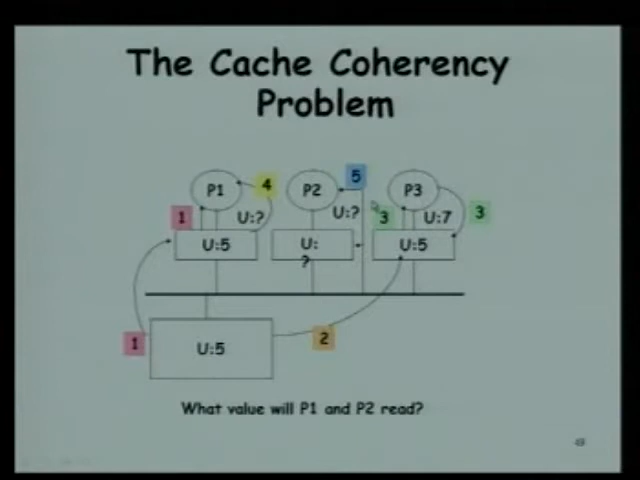 The Cache Coherency
Problem
P1
4
P2
5
P3
1
U:?
U:?
3
U:7
3
U:5
U:
?
U:5
1
U:5
2
What value will P1 and P2 read?
49